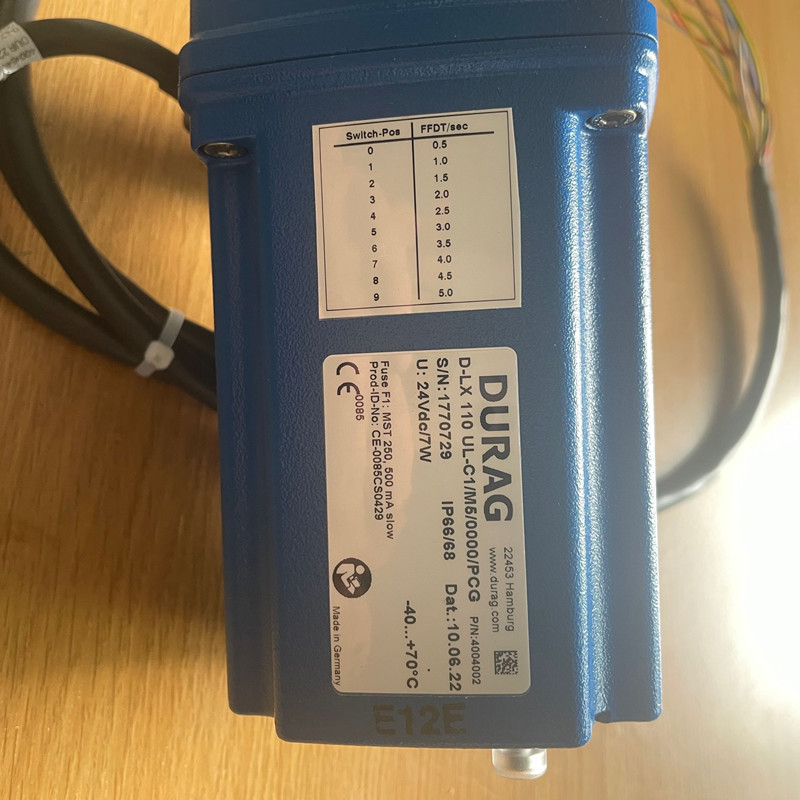 Switch-Pos FFDT/sec
0 0.5
1 1.0
2 1.5
3 2.0
4 2.5
5 3.0
6 3.5
7 4.0
8 4.5
9 5.0
DURAG
22453 Hamburg
www.durag.com
D-LX 110 UL-C1/M5/0000/PCG P/N:4004002
S/N:1770729 IP66/68 Dat.:10.06.22
U: 24Vdc/7W -40...+70°C
Fuse F1: MST 250, 500 mA slow
Prod-ID-No: CE-0085CS0429
CE 0085
Made in Germany
E12E